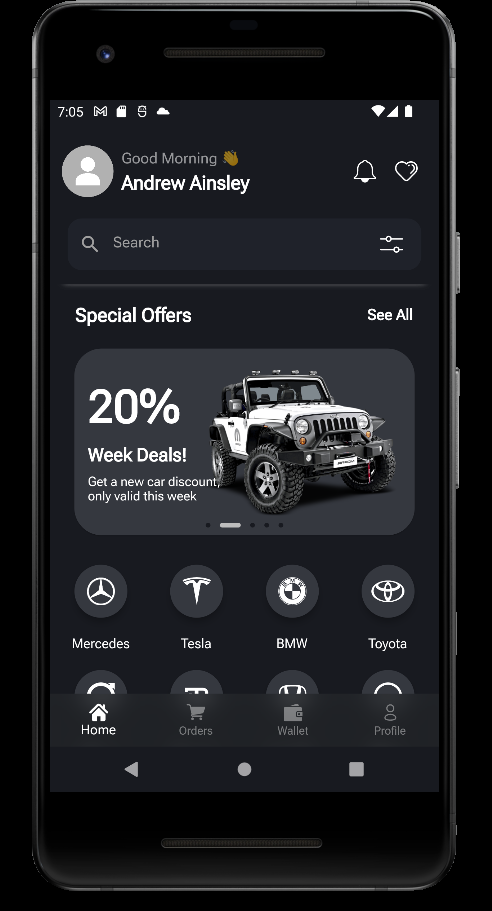 7:05
Good Morning 👋
Andrew Ainsley
Search
Special Offers
See All
20%
Week Deals!
Get a new car discount,
only valid this week
Mercedes
Tesla
BMW
Toyota
Home
Orders
Wallet
Profile